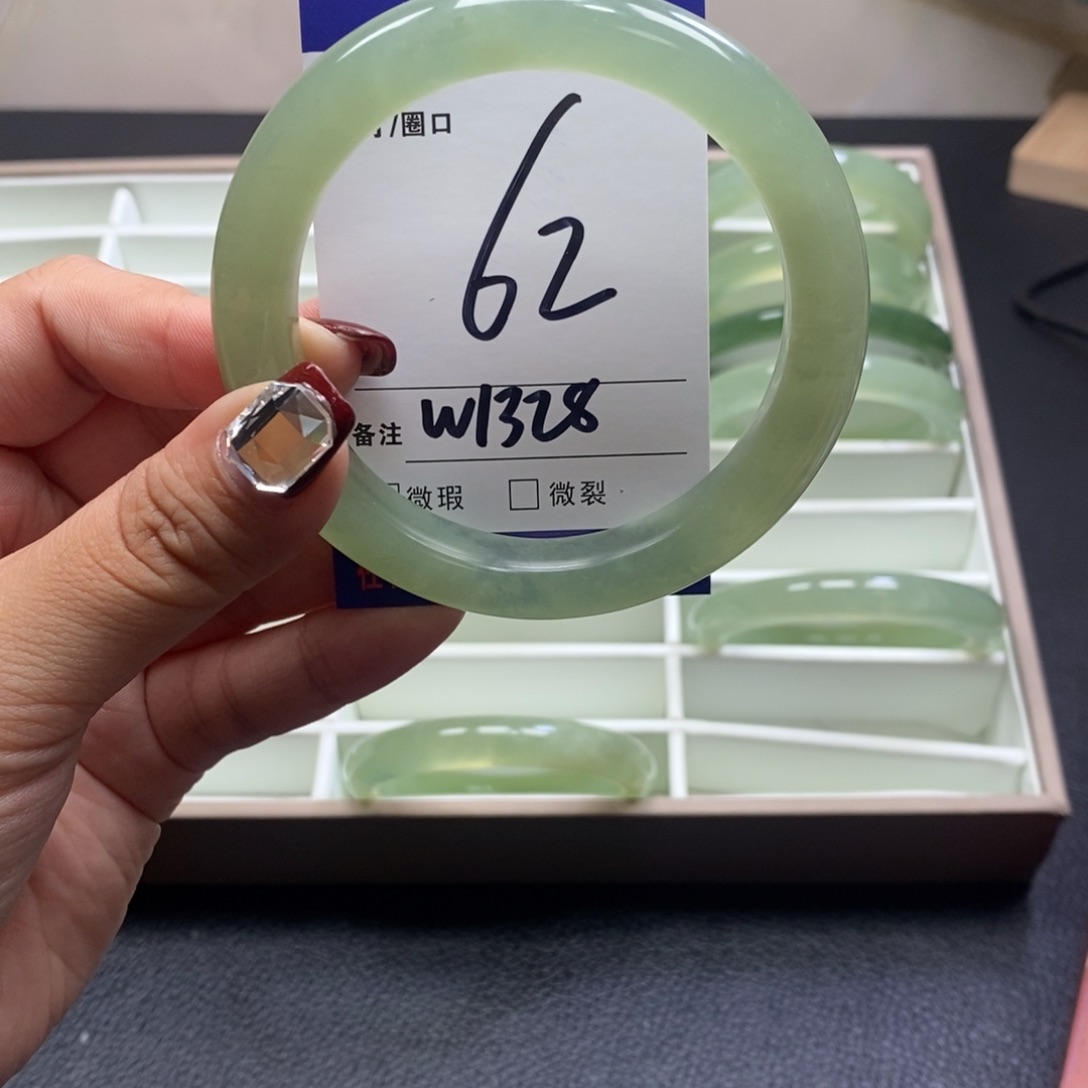 /圈口
62
备注 W1328
微瑕 □ 微裂